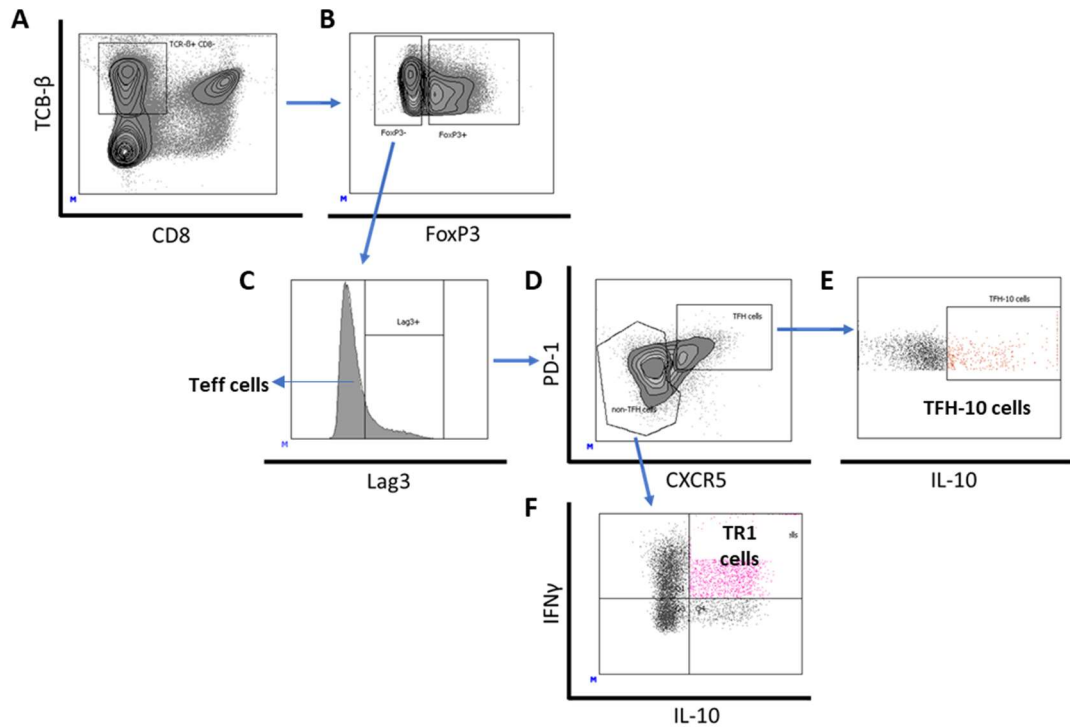 A
TCR-B+ CD8-
TCB-β
M
CD8
B
FoxP3-
FoxP3+
M
FoxP3
C
Lag3+
Teff cells
M
Lag3
D
TFH cells
PD-1
non-TFH cells
M
CXCR5
E
TFH-10 cells
TFH-10 cells
IL-10
F
TR1
cells
IFNγ
Q4
M
IL-10